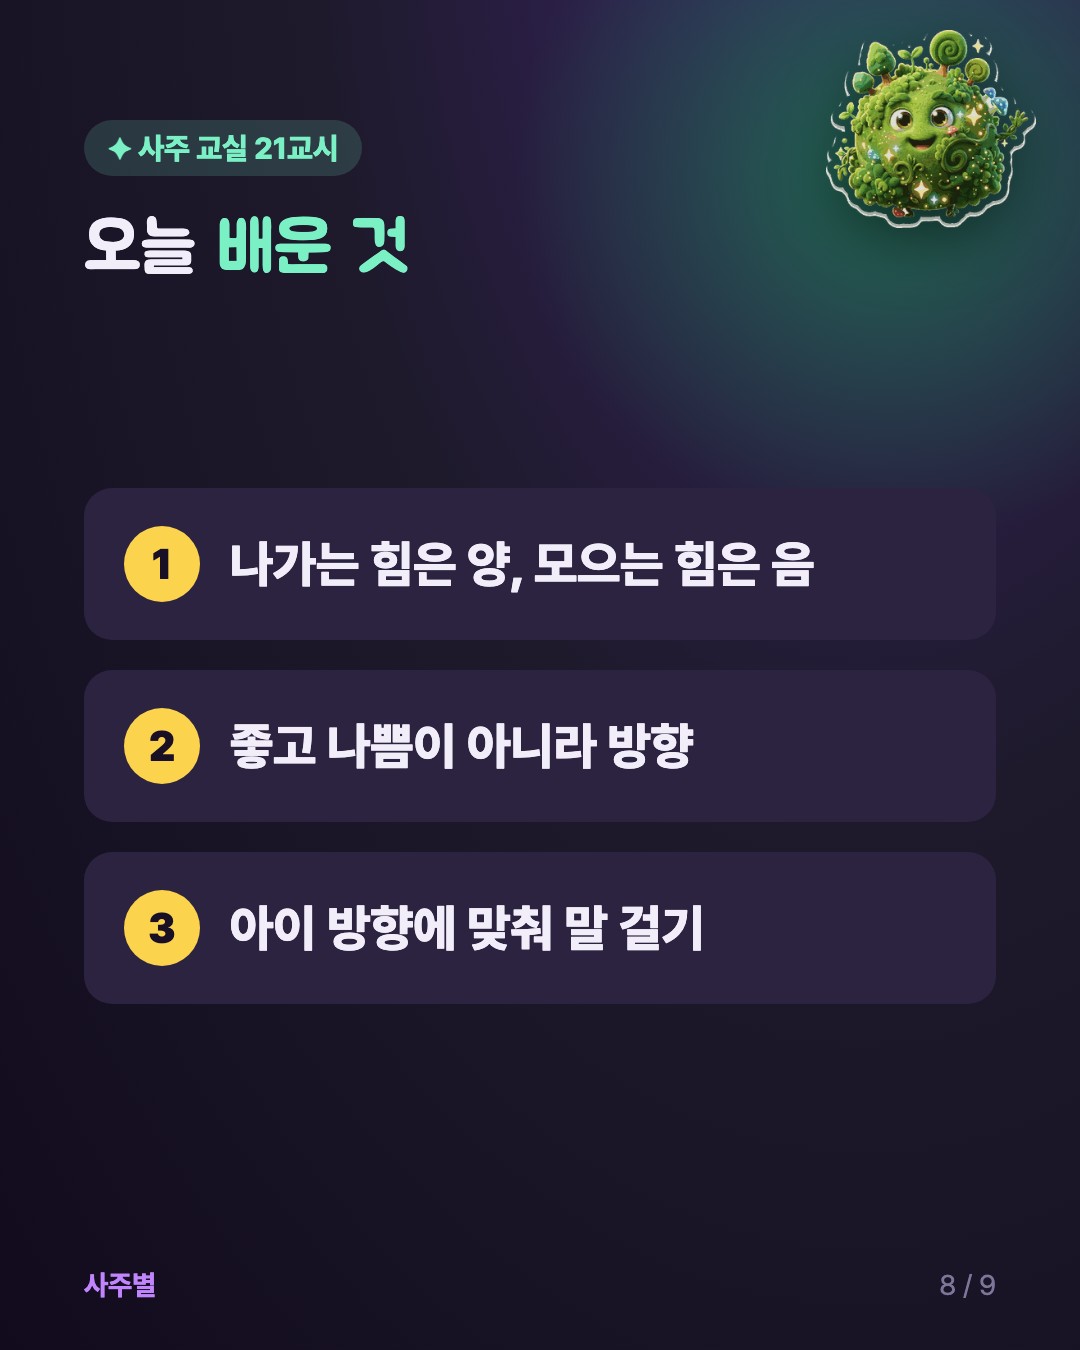 ✦ 사주 교실 21교시
오늘 배운 것
1 나가는 힘은 양, 모으는 힘은 음
2 좋고 나쁨이 아니라 방향
3 아이 방향에 맞춰 말 걸기
사주별
8 / 9